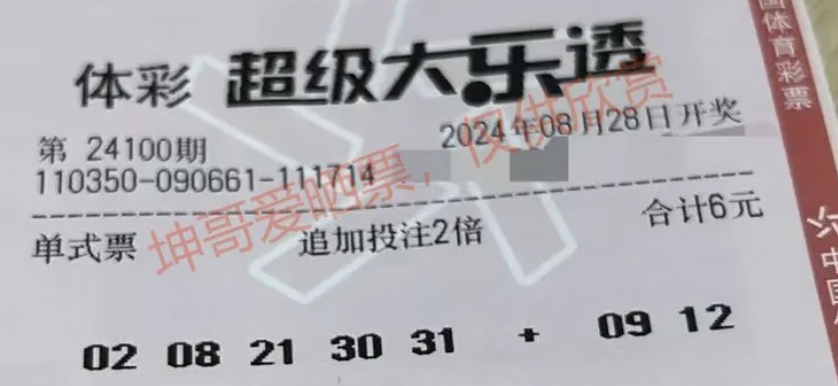 体彩 超级大乐透
第 24100期 2024年08月28日开奖
110350-090661-111714
单式票 追加投注2倍 合计6元
02 08 21 30 31 + 09 12
坤哥爱晒票,仅供欣赏
国体育彩票
中国